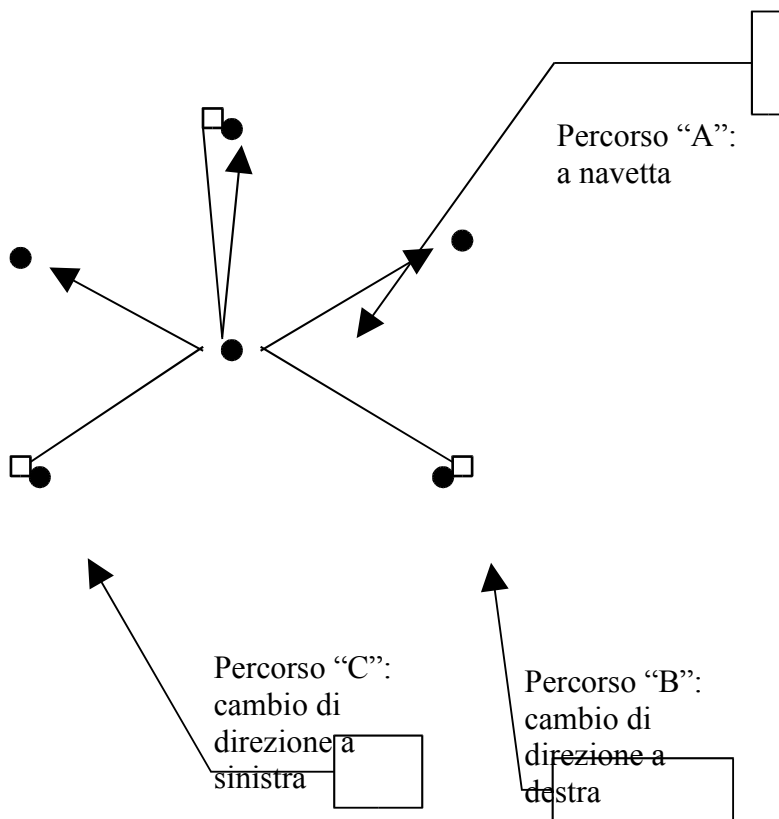 Percorso “A”:
a navetta
Percorso “C”:
cambio di
direzione a
sinistra
Percorso “B”:
cambio di
direzione a
destra